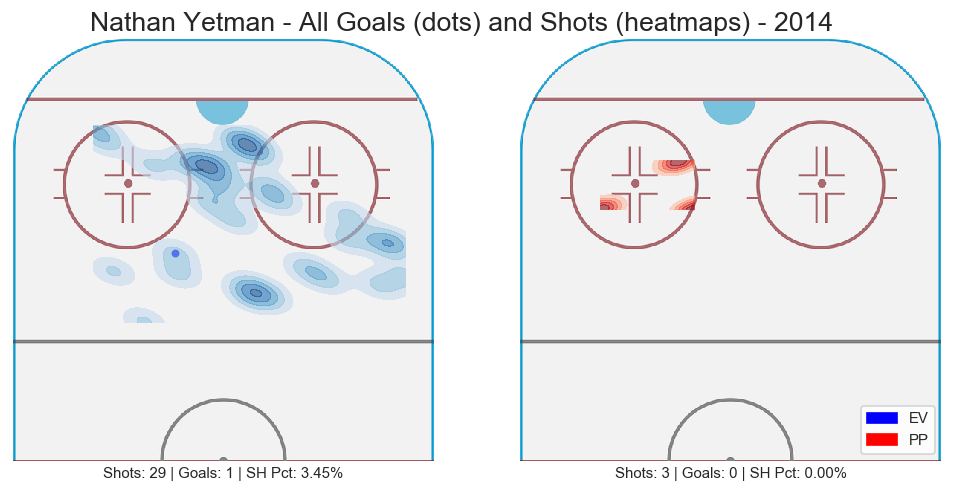 Nathan Yetman - All Goals (dots) and Shots (heatmaps) - 2014
EV
PP
Shots: 29 | Goals: 1 | SH Pct: 3.45%
Shots: 3 | Goals: 0 | SH Pct: 0.00%